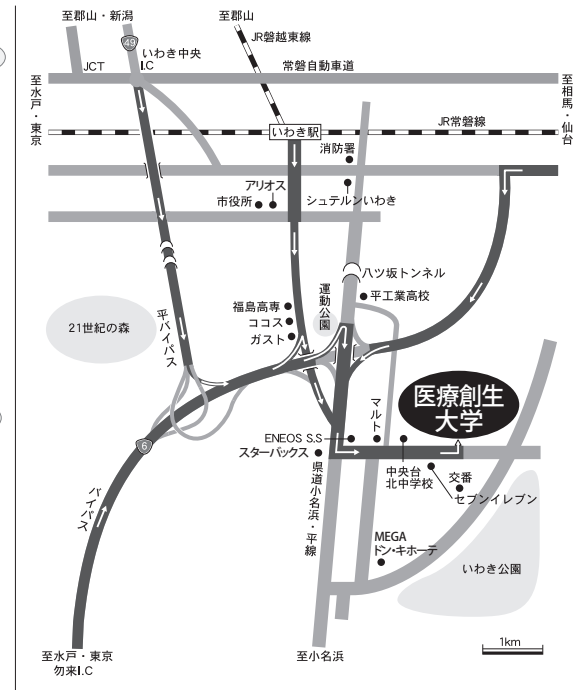 至郡山・新潟
至郡山
49
いわき中央
I.C
JR磐越東線
JCT
常磐自動車道
至水戸・東京
至相馬・仙台
JR常磐線
いわき駅
消防署
アリオス
市役所
シュテルンいわき
八ツ坂トンネル
運動公園
平工業高校
福島高専
ココス
ガスト
21世紀の森
平バイパス
医療創生
大学
マルト
ENEOS S.S
スターバックス
6
中央台
北中学校
交番
セブンイレブン
バイパス
県道小名浜・平線
MEGA
ドン・キホーテ
いわき公園
1km
至水戸・東京
勿来I.C
至小名浜